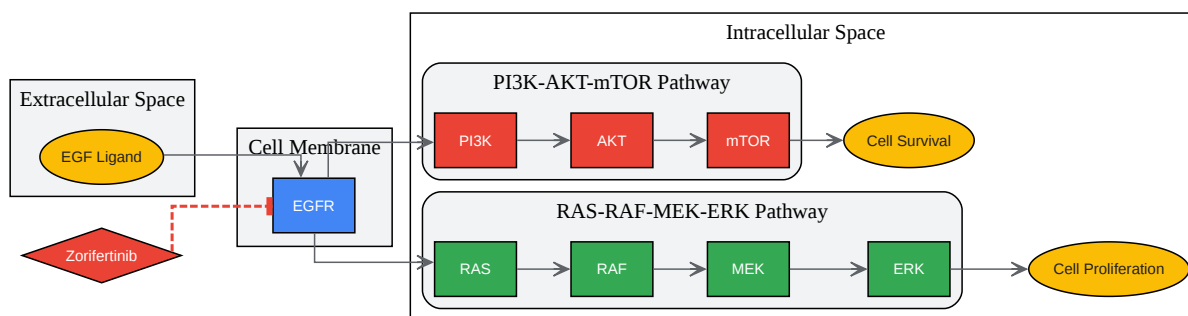 Intracellular Space
PI3K-AKT-mTOR Pathway
Extracellular Space
PI3K
AKT
mTOR
Cell Survival
Cell Membrane
EGF Ligand
EGFR
RAS-RAF-MEK-ERK Pathway
Zorifertinib
RAS
RAF
MEK
ERK
Cell Proliferation